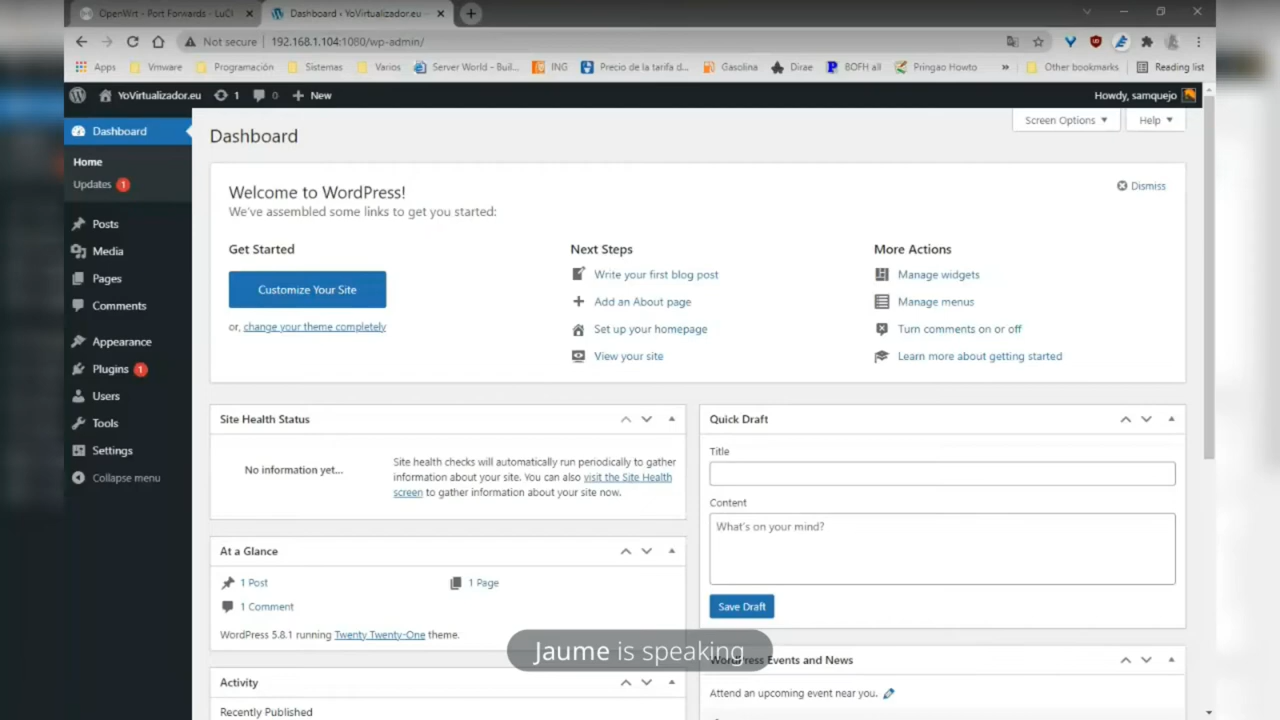 OpenWrt - Port Forwards - LuCI
Dashboard ‹ YoVirtualizador.eu
Not secure
192.168.1.104:1080/wp-admin/
Apps
Vmware
Programación
Sistemas
Varios
Server World - Buil...
ING
Precio de la tarifa d...
Gasolina
Dirae
BOFH all
Pringao Howto
»
Other bookmarks
Reading list
YoVirtualizador.eu
1
0
New
Howdy, samquejo
Dashboard
Home
Updates 1
Posts
Media
Pages
Comments
Appearance
Plugins 1
Users
Tools
Settings
Collapse menu
Dashboard
Screen Options
Help
Welcome to WordPress!
We've assembled some links to get you started:
Dismiss
Get Started
Customize Your Site
or, change your theme completely
Next Steps
Write your first blog post
Add an About page
Set up your homepage
View your site
More Actions
Manage widgets
Manage menus
Turn comments on or off
Learn more about getting started
Site Health Status
No information yet...
Site health checks will automatically run periodically to gather
information about your site. You can also visit the Site Health
screen to gather information about your site now.
At a Glance
1 Post
1 Page
1 Comment
WordPress 5.8.1 running Twenty Twenty-One theme.
Activity
Recently Published
Quick Draft
Title
Content
What's on your mind?
Save Draft
WordPress Events and News
Attend an upcoming event near you.
Jaume is speaking